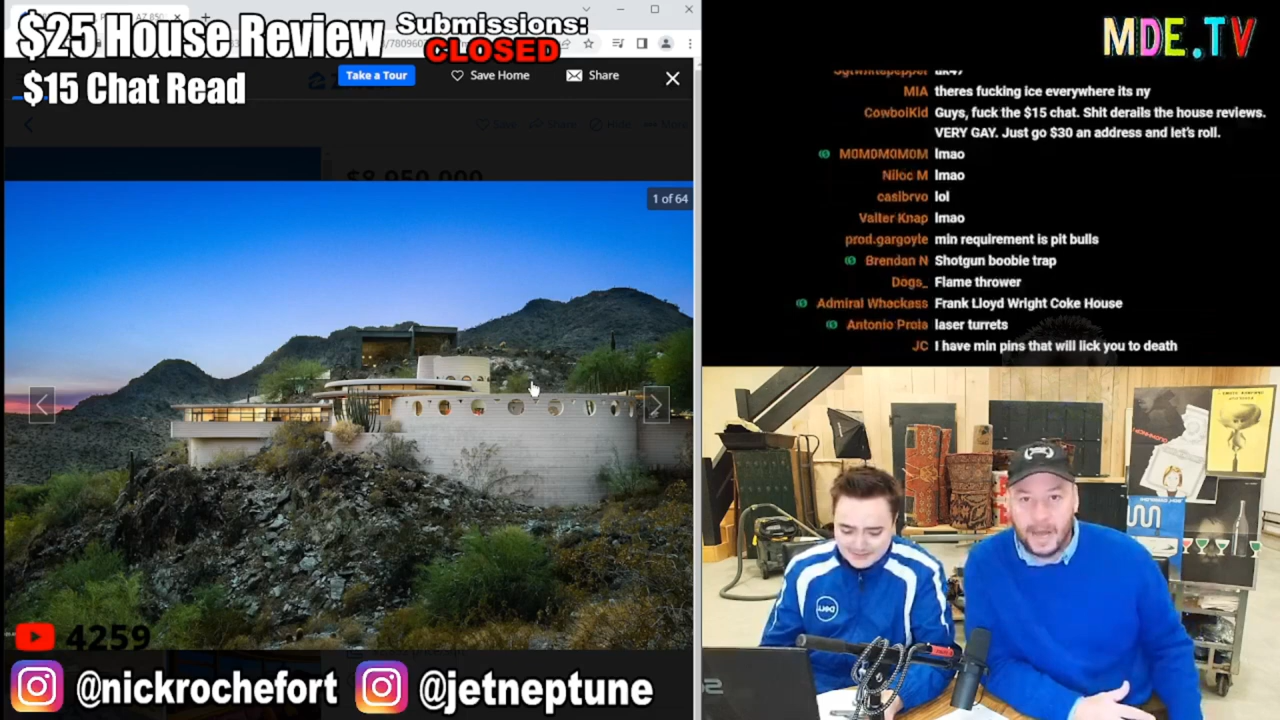 $25 House Review
Submissions:
CLOSED
$15 Chat Read
Take a Tour
Save Home
Share
$8,950,000
1 of 64
4259
@nickrochefort
@jetneptune
MDE.TV
MIA theres fucking ice everywhere its ny
CowboiKid Guys, fuck the $15 chat. Shit derails the house reviews.
VERY GAY. Just go $30 an address and let's roll.
M0M0M0M0M lmao
Niloc M lmao
casibrvo lol
Valter Knap lmao
prod.gargoyle min requirement is pit bulls
Brendan N Shotgun boobie trap
Dogs_ Flame thrower
Admiral Whackass Frank Lloyd Wright Coke House
Antonio Prola laser turrets
JC I have min pins that will lick you to death